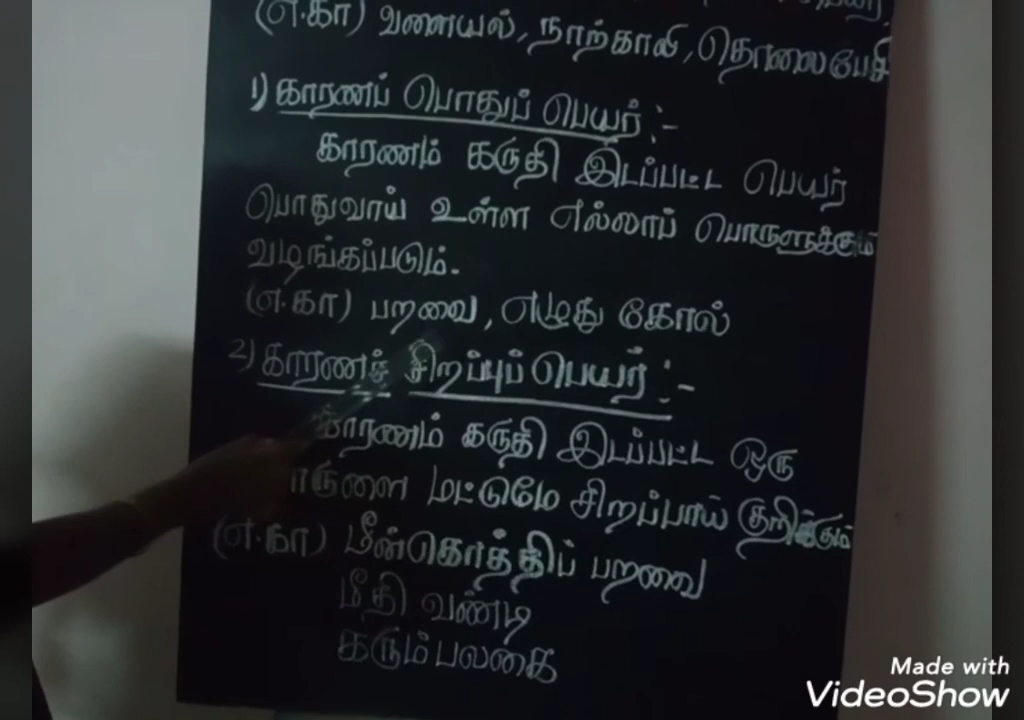 (எ.கா) வளையல், நாற்காலி, தொலைபேசி
1) காரணப் பொதுப் பெயர் :-
காரணம் கருதி இடப்பட்ட பெயர்
பொதுவாய் உள்ள எல்லாப் பொருளுக்கும்
வழங்கப்படும்.
(எ.கா) பறவை, எழுது கோல்
2) காரணச் சிறப்புப் பெயர் :-
காரணம் கருதி இடப்பட்ட ஒரு
மட்டுமே சிறப்பாய் குறிக்கும்
(எ.கா) மீன்கொத்திப் பறவை
மிதி வண்டி
கரும்பலகை
Made with
VideoShow